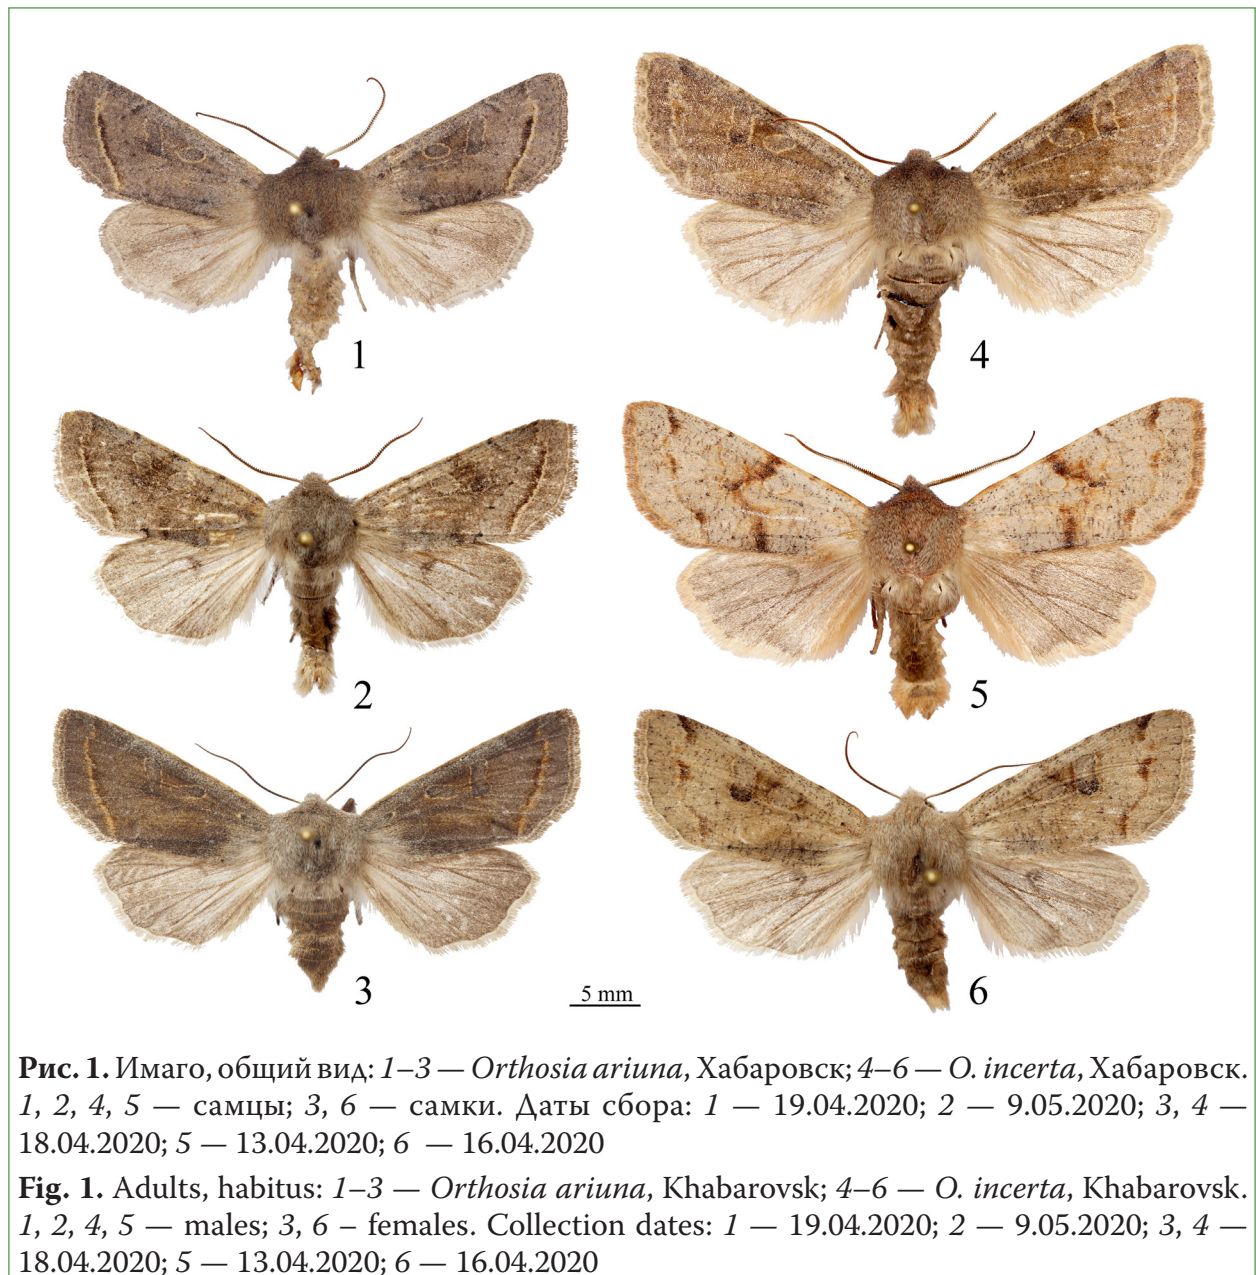 1
4
2
5
3
5 mm
6
Рис. 1. Имаго, общий вид: 1–3 — Orthosia ariuna, Хабаровск; 4–6 — O. incerta, Хабаровск.
1, 2, 4, 5 — самцы; 3, 6 — самки. Даты сбора: 1 — 19.04.2020; 2 — 9.05.2020; 3, 4 —
18.04.2020; 5 — 13.04.2020; 6 — 16.04.2020
Fig. 1. Adults, habitus: 1–3 — Orthosia ariuna, Khabarovsk; 4–6 — O. incerta, Khabarovsk.
1, 2, 4, 5 — males; 3, 6 – females. Collection dates: 1 — 19.04.2020; 2 — 9.05.2020; 3, 4 —
18.04.2020; 5 — 13.04.2020; 6 — 16.04.2020